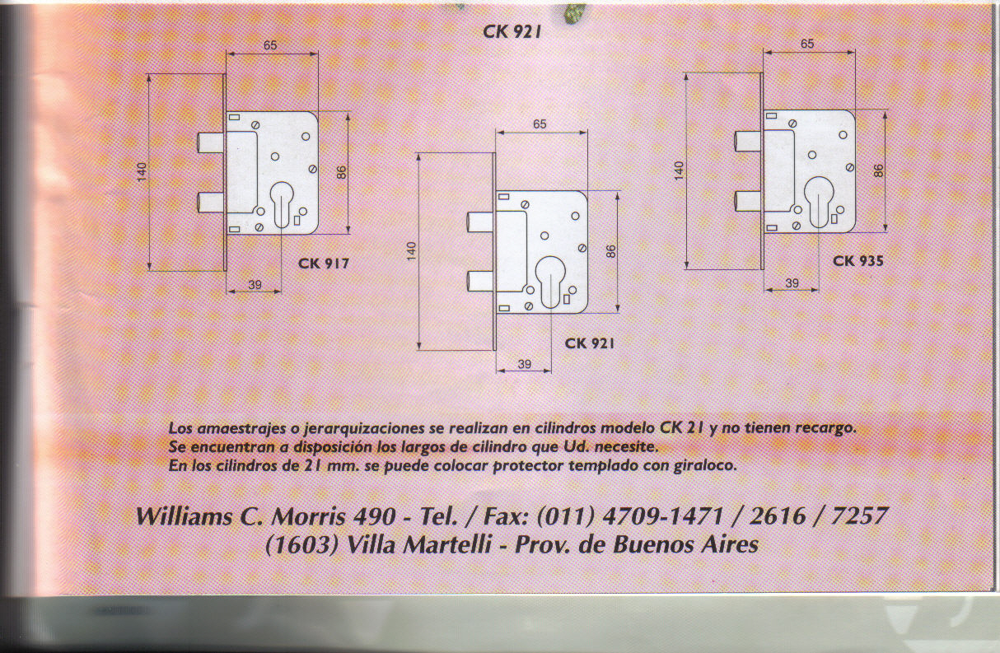 CK 921
65
140
86
CK 917
39
65
140
86
CK 921
39
65
140
86
CK 935
39
Los amaestrajes o jerarquizaciones se realizan en cilindros modelo CK 21 y no tienen recargo.
Se encuentran a disposición los largos de cilindro que Ud. necesite.
En los cilindros de 21 mm. se puede colocar protector templado con giraloco.
Williams C. Morris 490 - Tel. / Fax: (011) 4709-1471 / 2616 / 7257
(1603) Villa Martelli - Prov. de Buenos Aires